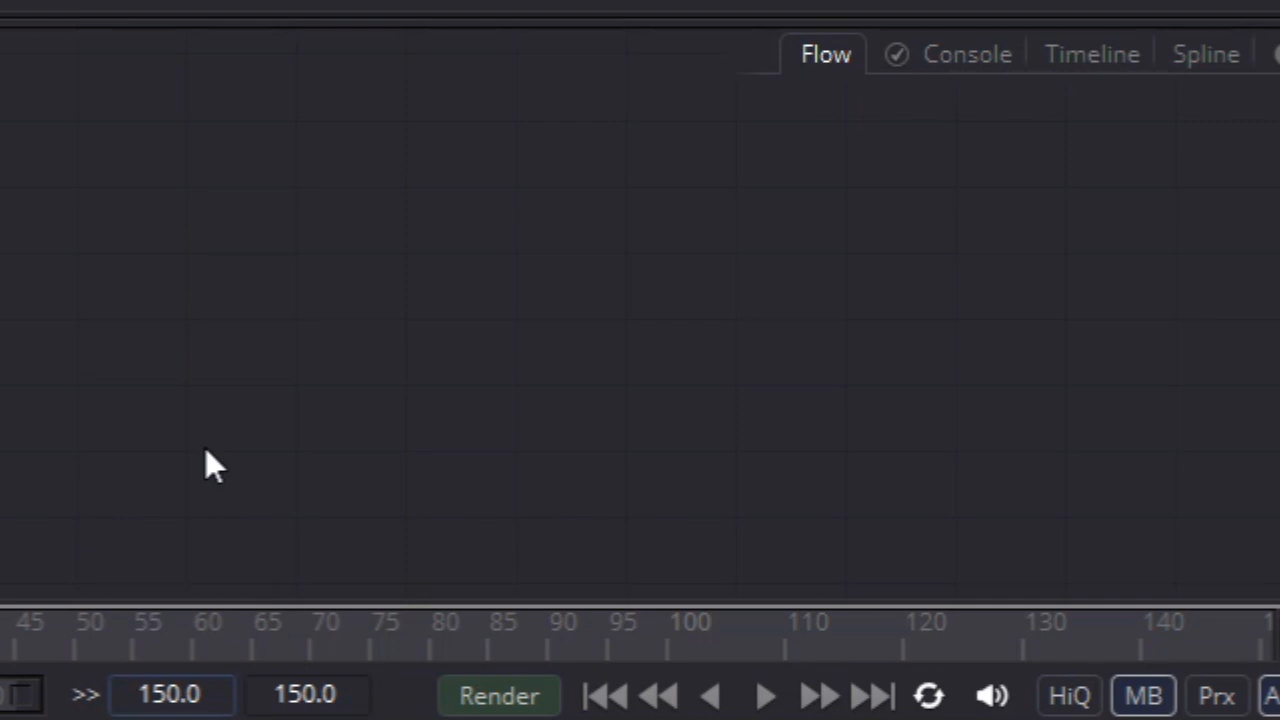 Flow Console Timeline Spline
45 50 55 60 65 70 75 80 85 90 95 100 110 120 130 140
>> 150.0 150.0 Render HiQ MB Prx